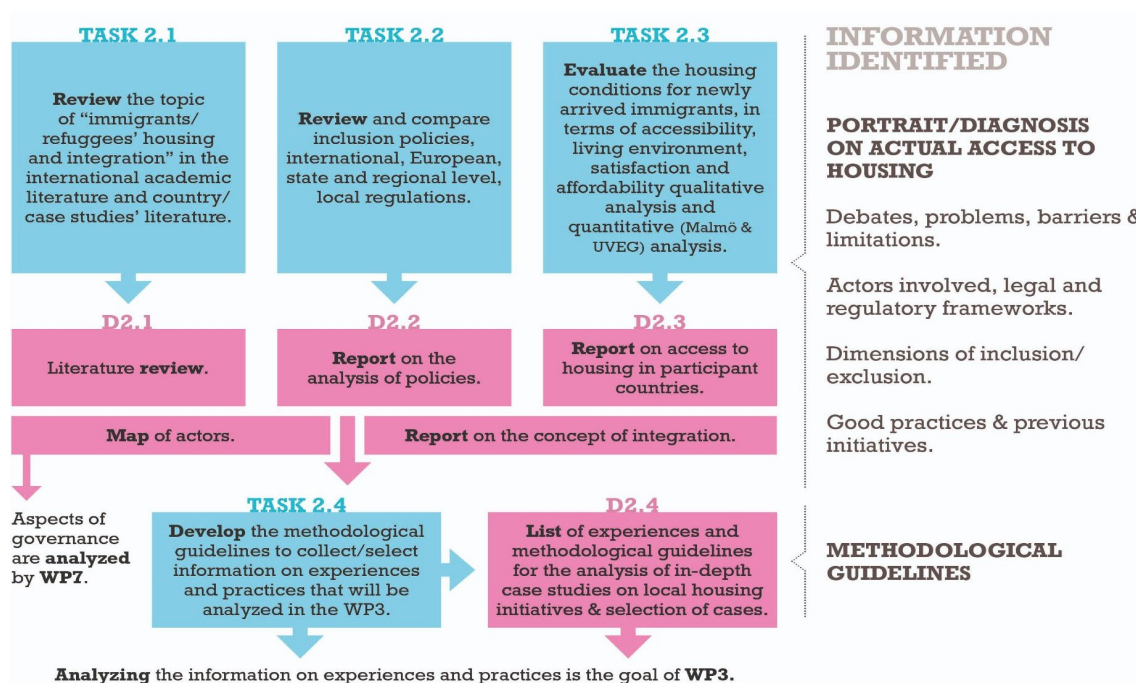 TASK 2.1
Review the topic
of “immigrants/
refuggees’ housing
and integration” in the
international academic
literature and country/
case studies’ literature.
TASK 2.2
Review and compare
inclusion policies,
international, European,
state and regional level,
local regulations.
TASK 2.3
Evaluate the housing
conditions for newly
arrived immigrants, in
terms of accessibility,
living environment,
satisfaction and
affordability qualitative
analysis and
quantitative (Malmö &
UVEG) analysis.
D2.1
Literature review.
D2.2
Report on the
analysis of policies.
D2.3
Report on access to
housing in participant
countries.
Map of actors.
Report on the concept of integration.
Aspects of
governance
are analyzed
by WP7.
TASK 2.4
Develop the methodological
guidelines to collect/select
information on experiences
and practices that will be
analyzed in the WP3.
D2.4
List of experiences and
methodological guidelines
for the analysis of in-depth
case studies on local housing
initiatives & selection of cases.
Analyzing the information on experiences and practices is the goal of WP3.
INFORMATION
IDENTIFIED
PORTRAIT/DIAGNOSIS
ON ACTUAL ACCESS TO
HOUSING
Debates, problems, barriers &
limitations.
Actors involved, legal and
regulatory frameworks.
Dimensions of inclusion/
exclusion.
Good practices & previous
initiatives.
METHODOLOGICAL
GUIDELINES